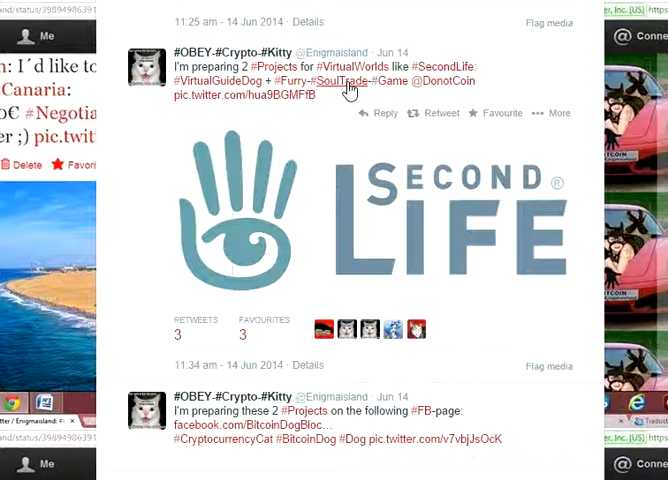 11:25 am - 14 Jun 2014 · Details
Flag media
#OBEY-#Crypto-#Kitty @Enigmaisland · Jun 14
I'm preparing 2 #Projects for #VirtualWorlds like #SecondLife:
#VirtualGuideDog + #Furry-#SoulTrade-#Game @DonotCoin
pic.twitter.com/hua9BGMFfB
Reply Retweet Favourite More
SECOND
LIFE ®
RETWEETS FAVOURITES
3 3
11:34 am - 14 Jun 2014 · Details
Flag media
#OBEY-#Crypto-#Kitty @Enigmaisland · Jun 14
I'm preparing these 2 #Projects on the following #FB-page:
facebook.com/BitcoinDogBloc...
#CryptocurrencyCat #BitcoinDog #Dog pic.twitter.com/v7vbjJsOcK
Me
n: I´d like to
Canaria:
0€ #Negotia
er ;) pic.twit
Delete Favori
Me
@ Conne
BITCOIN
@ Conne